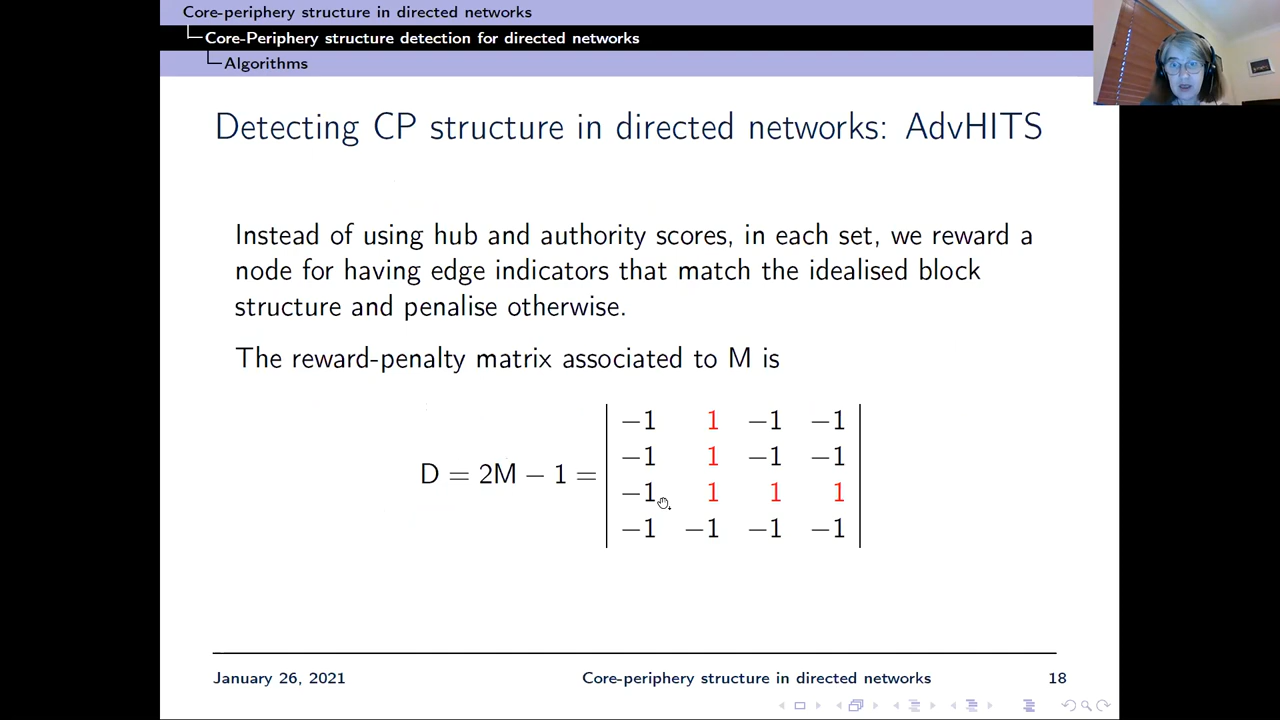 Core-periphery structure in directed networks
Core-Periphery structure detection for directed networks
Algorithms
Detecting CP structure in directed networks: AdvHITS
Instead of using hub and authority scores, in each set, we reward a
node for having edge indicators that match the idealised block
structure and penalise otherwise.
The reward-penalty matrix associated to M is
−1 1 −1 −1
−1 1 −1 −1
D = 2M − 1 =
−1 1 1 1
−1 −1 −1 −1
January 26, 2021 Core-periphery structure in directed networks 18